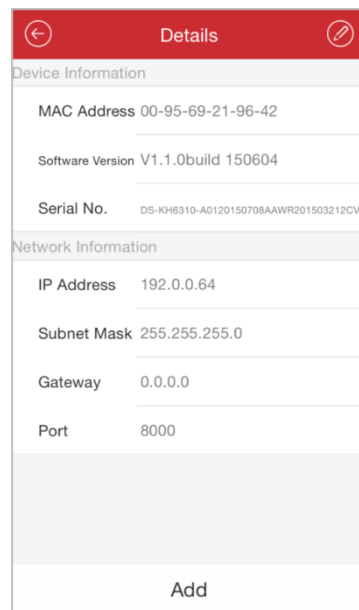 Details
Device Information
MAC Address 00-95-69-21-96-42
Software Version V1.1.0build 150604
Serial No. DS-KH6310-A0120150708AAWR201503212CV
Network Information
IP Address 192.0.0.64
Subnet Mask 255.255.255.0
Gateway 0.0.0.0
Port 8000
Add